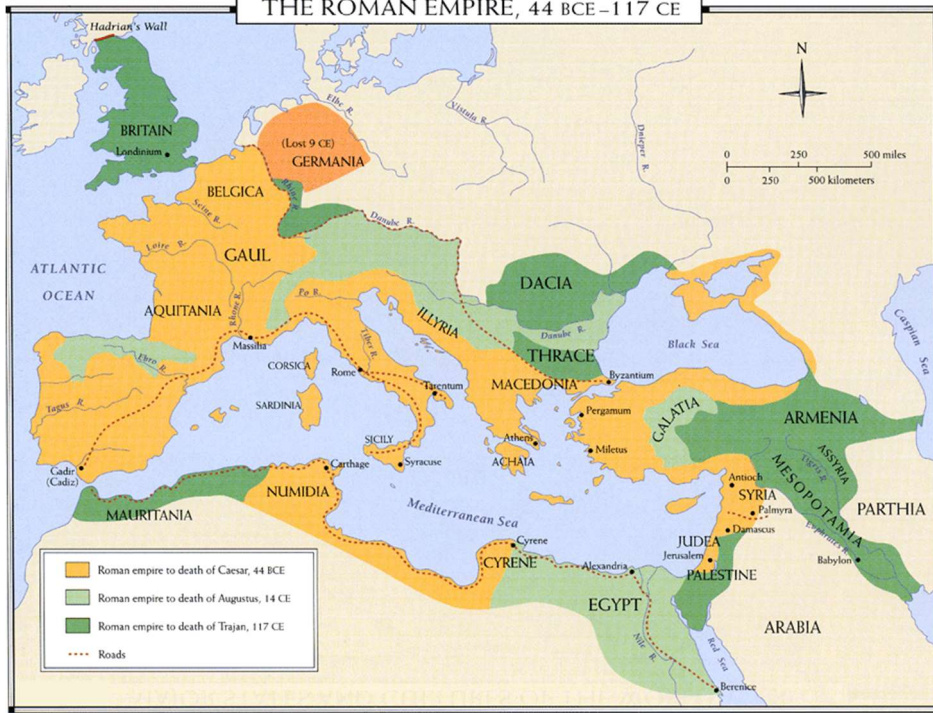 THE ROMAN EMPIRE, 44 BCE–117 CE
Hadrian's Wall
N
BRITAIN
Londinium
Elbe R.
Vistula R.
Dnieper R.
(Lost 9 CE)
GERMANIA
0 250 500 miles
0 250 500 kilometers
BELGICA
Rhine R.
Seine R.
Danube R.
Loire R.
GAUL
ATLANTIC
OCEAN
DACIA
Caspian
Sea
AQUITANIA
Rhone R.
Po R.
ILLYRIA
Danube R.
Black Sea
Massilia
THRACE
Ebro R.
CORSICA
Tiber R.
Rome
Byzantium
MACEDONIA
Tarentum
Tagus R.
SARDINIA
Pergamum
GALATIA
ARMENIA
SICILY
Athens
Miletus
ASSYRIA
Gadir
(Cadiz)
Carthage
Syracuse
ACHAIA
Tigris R.
MESOPOTAMIA
Antioch
NUMIDIA
SYRIA
Palmyra
PARTHIA
MAURITANIA
Mediterranean Sea
Damascus
Euphrates R.
Cyrene
JUDEA
Jerusalem
Babylon
CYRENE
Alexandria
PALESTINE
EGYPT
ARABIA
Nile R.
Red Sea
Berenice
Roman empire to death of Caesar, 44 BCE
Roman empire to death of Augustus, 14 CE
Roman empire to death of Trajan, 117 CE
Roads